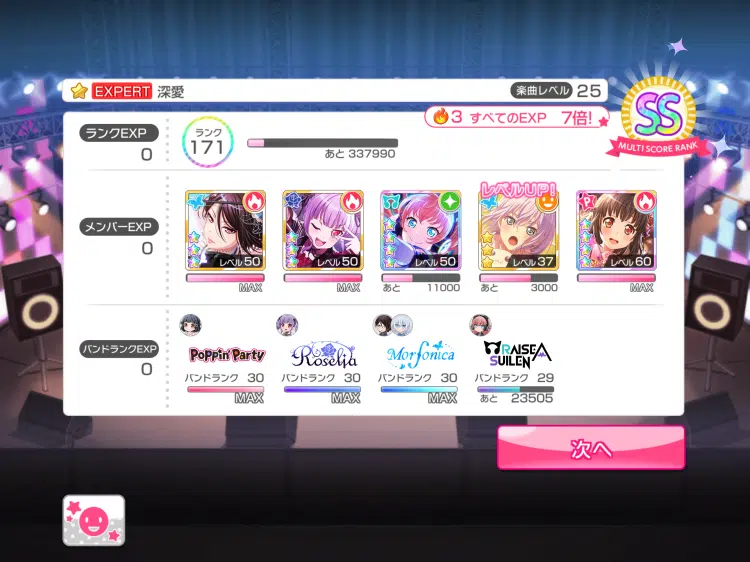 EXPERT 深愛
楽曲レベル 25
3 すべてのEXP 7倍!
SS
MULTI SCORE RANK
ランクEXP
0
ランク
171
あと 337990
メンバーEXP
0
レベルUP!
レベル50
レベル50
レベル50
レベル37
レベル60
MAX
MAX
あと 11000
あと 3000
MAX
バンドランクEXP
0
Poppin'Party
Roselia
Morfonica
RAISE A SUILEN
バンドランク 30
バンドランク 30
バンドランク 30
バンドランク 29
MAX
MAX
MAX
あと 23505
次へ